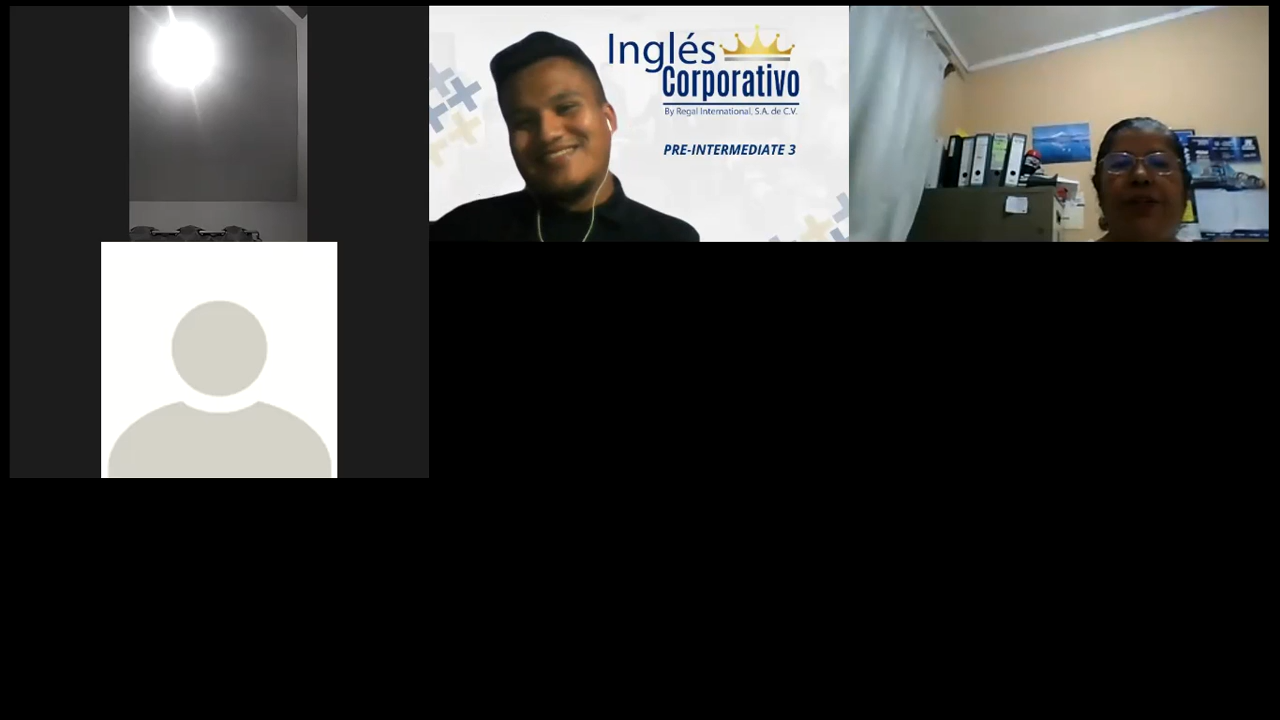 Inglés
Corporativo
By Regal International, S.A. de C.V.
PRE-INTERMEDIATE 3